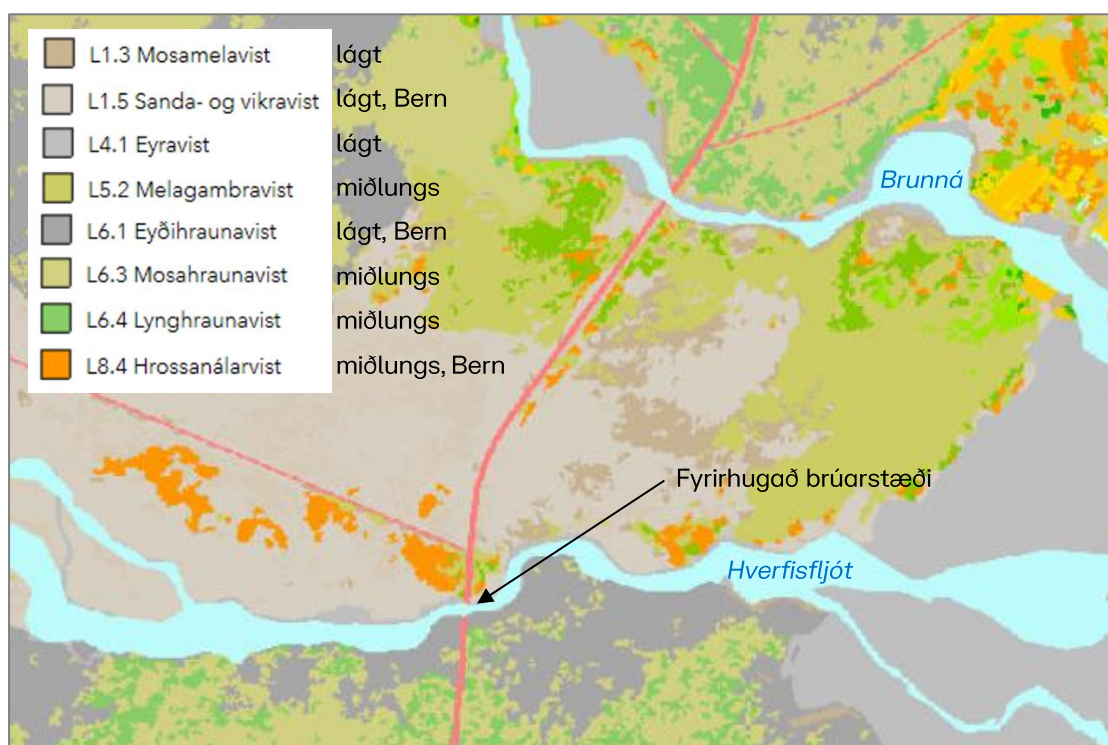 L1.3 Mosamelavist lágt
L1.5 Sanda- og vikravist lágt, Bern
L4.1 Eyravist lágt
L5.2 Melagambravist miðlungs
L6.1 Eyðihraunavist lágt, Bern
L6.3 Mosahraunavist miðlungs
L6.4 Lynghraunavist miðlungs
L8.4 Hrossanálarvist miðlungs, Bern
Brunná
Fyrirhugað brúarstæði
Hverfisfljót